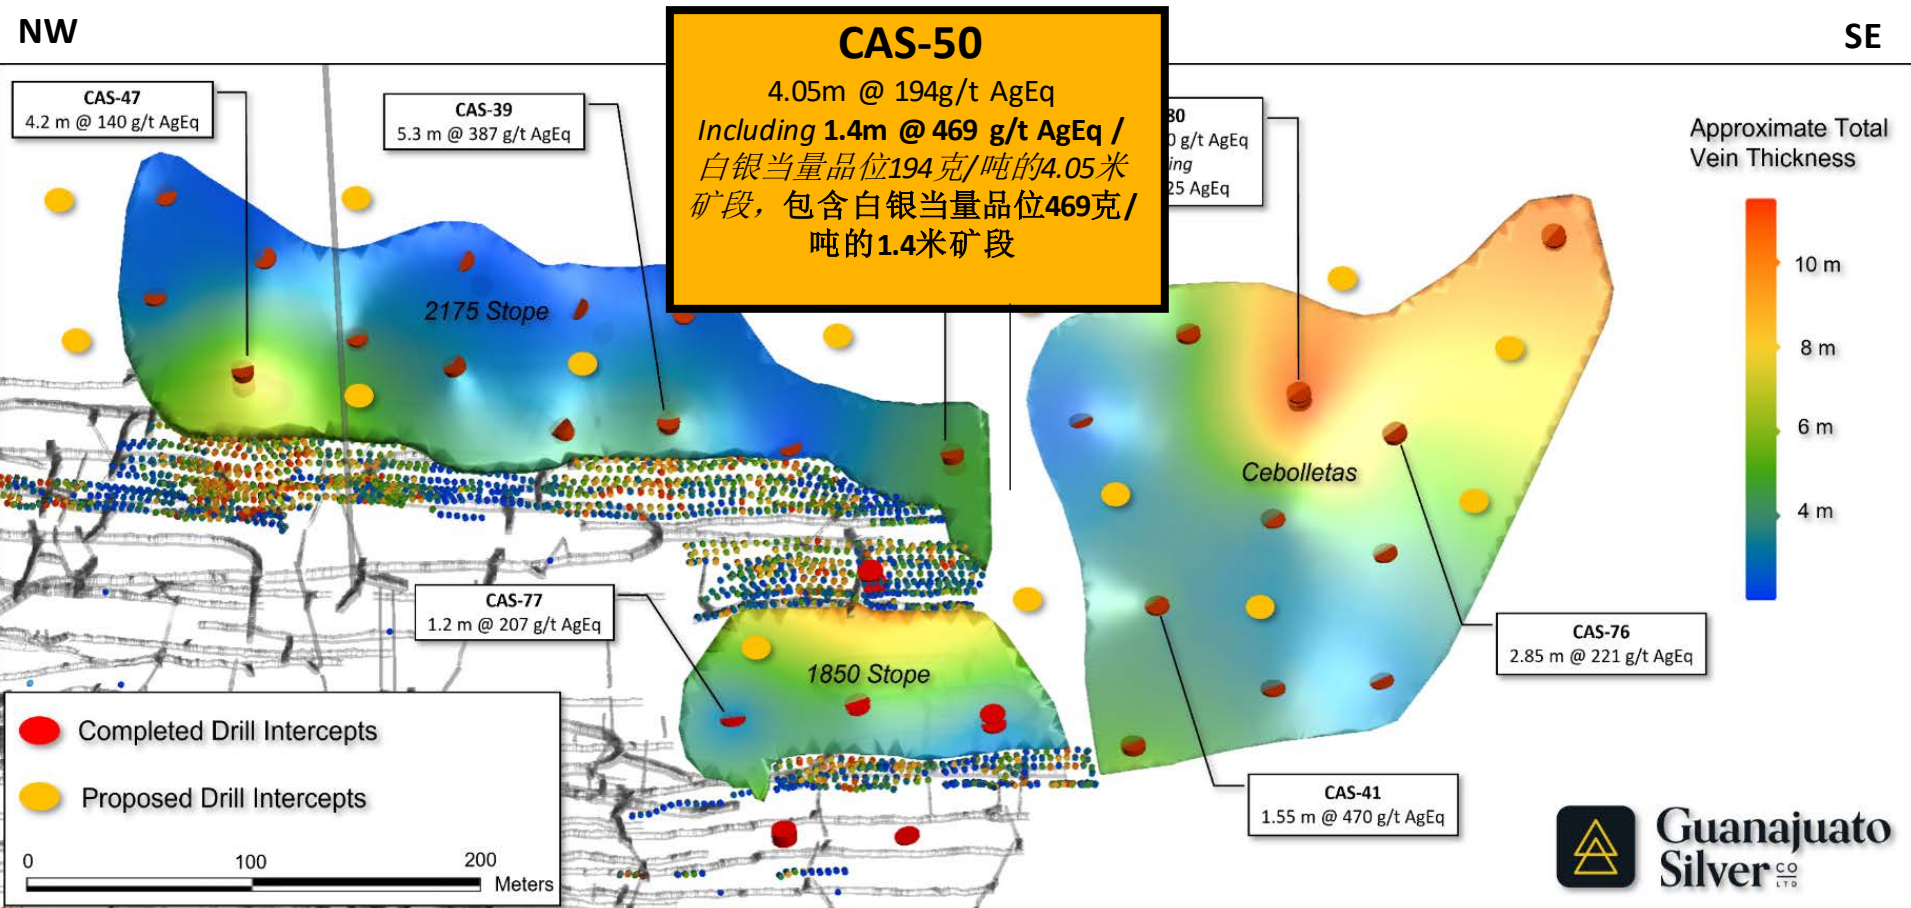 NW
SE
CAS-50
4.05m @ 194g/t AgEq
Including 1.4m @ 469 g/t AgEq /
白银当量品位194克/吨的4.05米
矿段，包含白银当量品位469克/
吨的1.4米矿段
CAS-47
4.2 m @ 140 g/t AgEq
CAS-39
5.3 m @ 387 g/t AgEq
80
0 g/t AgEq
ing
25 AgEq
Approximate Total
Vein Thickness
10 m
8 m
6 m
4 m
2175 Stope
Cebolletas
CAS-77
1.2 m @ 207 g/t AgEq
1850 Stope
CAS-76
2.85 m @ 221 g/t AgEq
CAS-41
1.55 m @ 470 g/t AgEq
Completed Drill Intercepts
Proposed Drill Intercepts
0 100 200
Meters
Guanajuato
Silver CO LTD